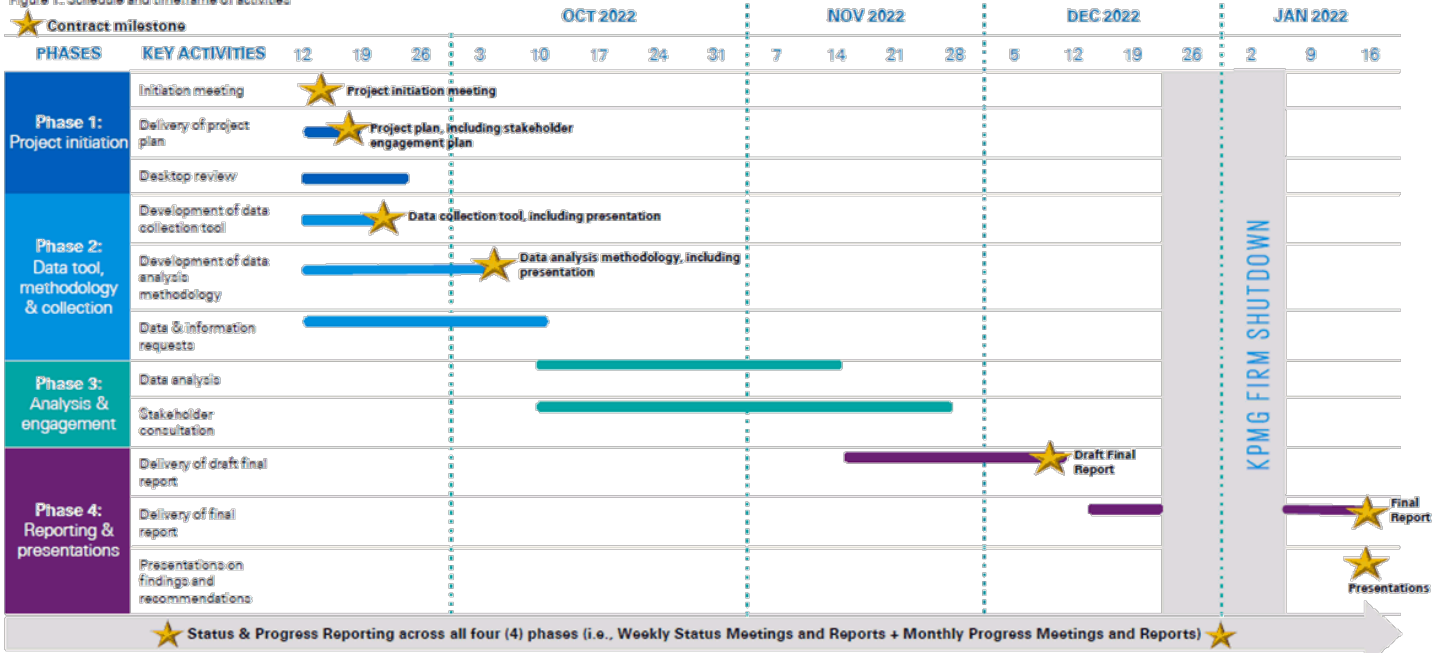 Figure 1.: Schedule and timeframe of activities
Contract milestone
OCT 2022 NOV 2022 DEC 2022 JAN 2022
PHASES KEY ACTIVITIES 12 19 26 3 10 17 24 31 7 14 21 28 5 12 19 26 2 9 16
Phase 1:
Project initiation
Initiation meeting
Project initiation meeting
Delivery of project
plan
Project plan, including stakeholder
engagement plan
Desktop review
Phase 2:
Data tool,
methodology
& collection
Development of data
collection tool
Data collection tool, including presentation
Development of data
analysis
methodology
Data analysis methodology, including
presentation
Data & information
requests
Phase 3:
Analysis &
engagement
Data analysis
Stakeholder
consultation
Phase 4:
Reporting &
presentations
Delivery of draft final
report
Draft Final
Report
Delivery of final
report
Final
Report
Presentations on
findings and
recommendations
Presentations
KPMG FIRM SHUTDOWN
Status & Progress Reporting across all four (4) phases (i.e., Weekly Status Meetings and Reports + Monthly Progress Meetings and Reports)